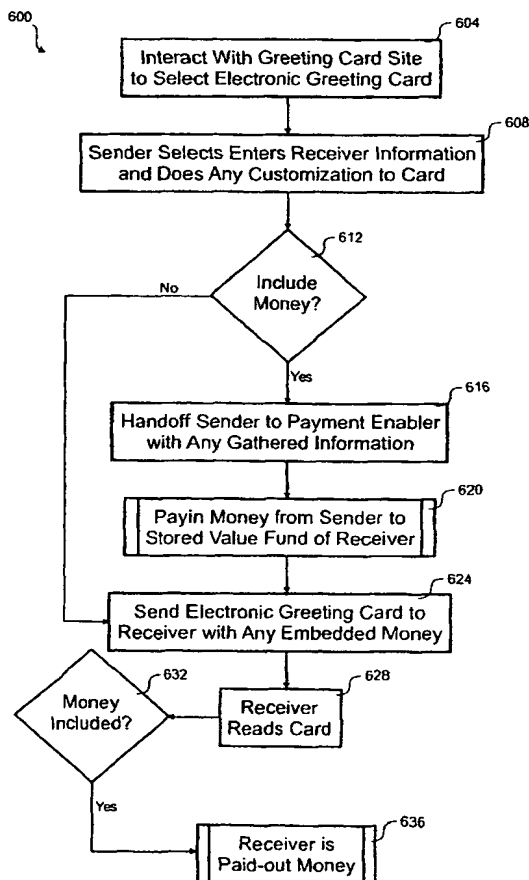 600
604
Interact With Greeting Card Site
to Select Electronic Greeting Card
608
Sender Selects Enters Receiver Information
and Does Any Customization to Card
612
Include
Money?
No
Yes
616
Handoff Sender to Payment Enabler
with Any Gathered Information
620
Payin Money from Sender to
Stored Value Fund of Receiver
624
Send Electronic Greeting Card to
Receiver with Any Embedded Money
632
Money
Included?
628
Receiver
Reads Card
Yes
636
Receiver is
Paid-out Money